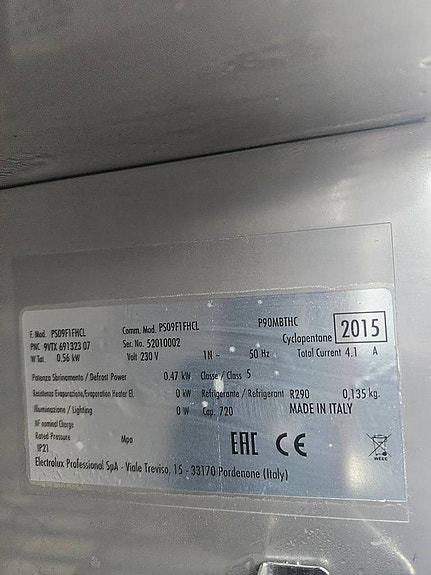 F. Mod. PS09F1FHCL Comm. Mod. PS09F1FHCL P90MBTHC
PNC 9VTX 691323 07 Ser. No. 52010002 Cyclopentane 2015
W Tot. 0.56 kW Volt 230 V 1N ~ 50 Hz Total Current 4.1 A
Potenza Sbrinamento / Defrost Power 0.47 kW Classe / Class 5
Resistenza Evaporazione/Evaporation Heater El. 0 kW Refrigerante / Refrigerant R290 0,135 kg
Illuminazione / Lighting 0 W Cap. 720 MADE IN ITALY
NF nominal Charge
Rated Pressure Mpa EAC CE
IP21 WEEE
Electrolux Professional SpA - Viale Treviso, 15 - 33170 Pordenone (Italy)